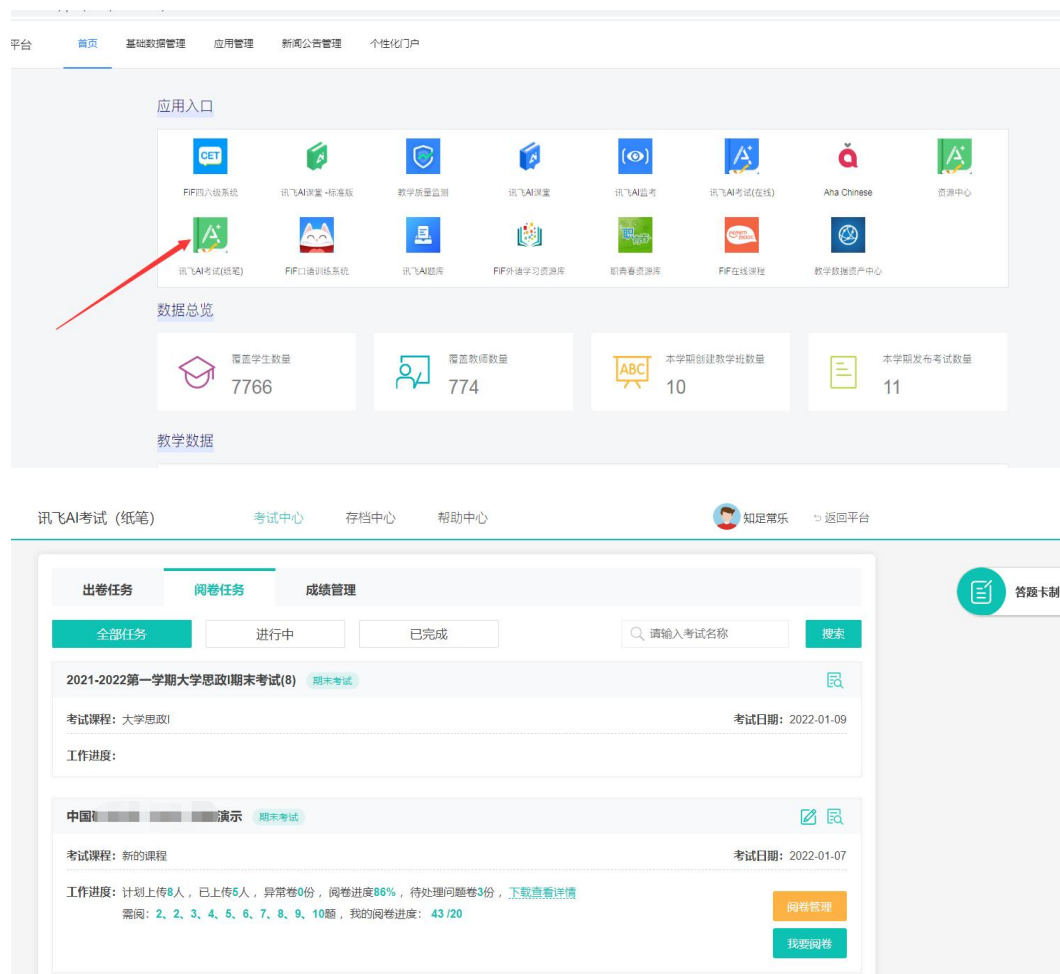 平台 首页 基础数据管理 应用管理 新闻公告管理 个性化门户
应用入口
CET
FiF四六级系统 讯飞AI课堂 -标准版 教学质量监测 讯飞AI课堂 讯飞AI监考 讯飞AI考试(在线) Aha Chinese 资源中心
讯飞AI考试(纸笔) FiF口语训练系统 讯飞AI题库 FiF外语学习资源库 职青春资源库 FiF在线课程 教学数据资产中心
数据总览
覆盖学生数量 覆盖教师数量 本学期创建教学班数量 本学期发布考试数量
ABC
7766 774 10 11
教学数据
讯飞AI考试（纸笔） 考试中心 存档中心 帮助中心 知足常乐 返回平台
出卷任务 阅卷任务 成绩管理
答题卡制
全部任务 进行中 已完成 请输入考试名称 搜索
2021-2022第一学期大学思政I期末考试(8) 期末考试
考试课程：大学思政I 考试日期：2022-01-09
工作进度：
中国 演示 期末考试
考试课程：新的课程 考试日期：2022-01-07
工作进度：计划上传8人，已上传5人，异常卷0份，阅卷进度86%，待处理问题卷3份，下载查看详情
阅卷管理
需阅：2、2、3、4、5、6、7、8、9、10题，我的阅卷进度： 43 /20
我要阅卷